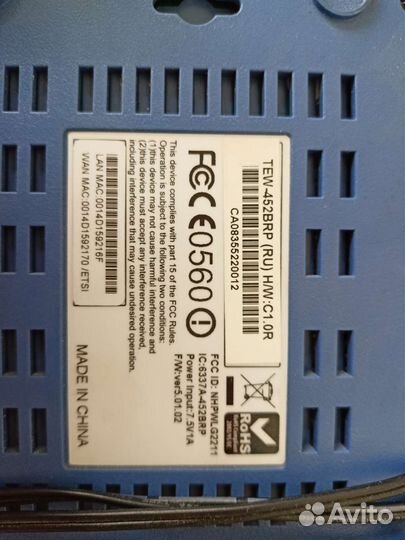 TEW-452BRP (RU) H/W:C1.0R
CA08355220012
FC CE0560
RoHS
FCC ID: NHPWLG2211
IC:6337A-452BRP
Power Input:7.5V1A
F/W:ver5.01.02
This device complies with part 15 of the FCC Rules.
Operation is subject to the following two conditions:
(1)this device may not cause harmful interference and
(2)this device must accept any interference received,
including interference that may cause undesired operation.
LAN MAC:0014D159216F
WAN MAC:0014D1592170 /ETSI
MADE IN CHINA
Avito